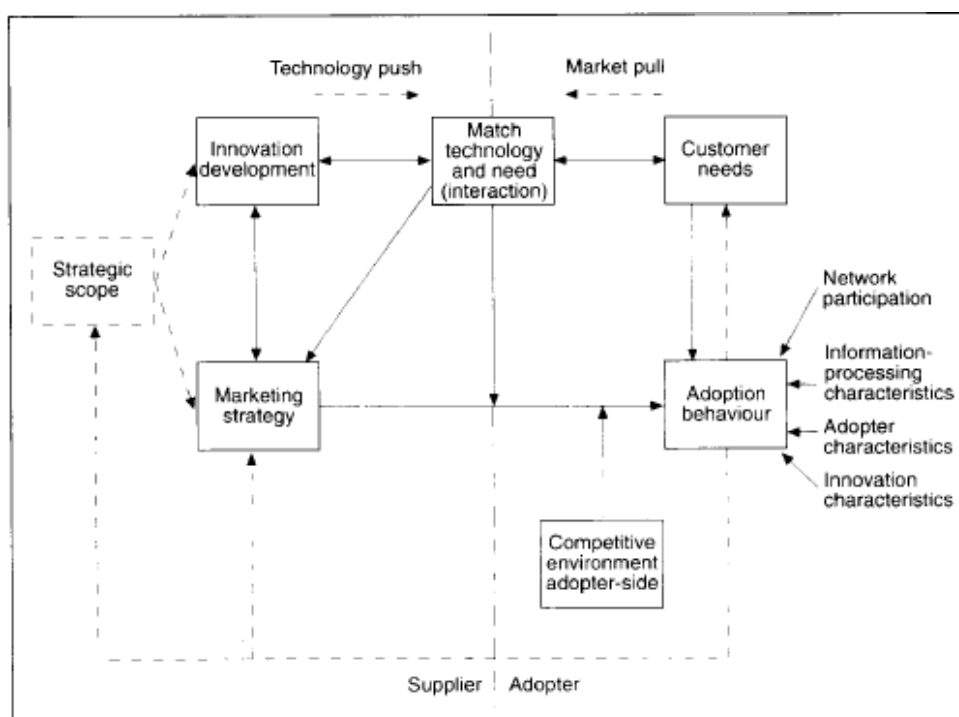 Technology push
Market pull
Innovation
development
Match
technology
and need
(interaction)
Customer
needs
Strategic
scope
Network
participation
Information-
processing
characteristics
Marketing
strategy
Adoption
behaviour
Adopter
characteristics
Innovation
characteristics
Competitive
environment
adopter-side
Supplier
Adopter